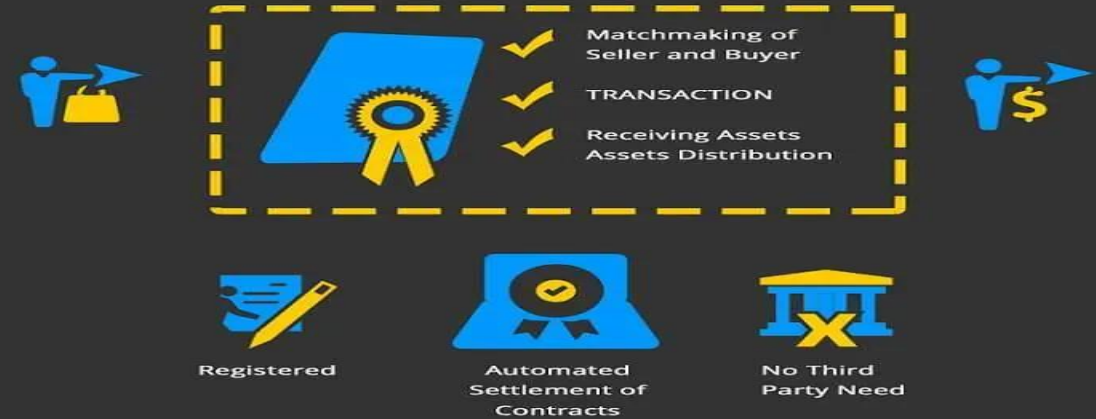 Matchmaking of
Seller and Buyer
TRANSACTION
Receiving Assets
Assets Distribution
$
Registered
Automated
Settlement of
Contracts
No Third
Party Need